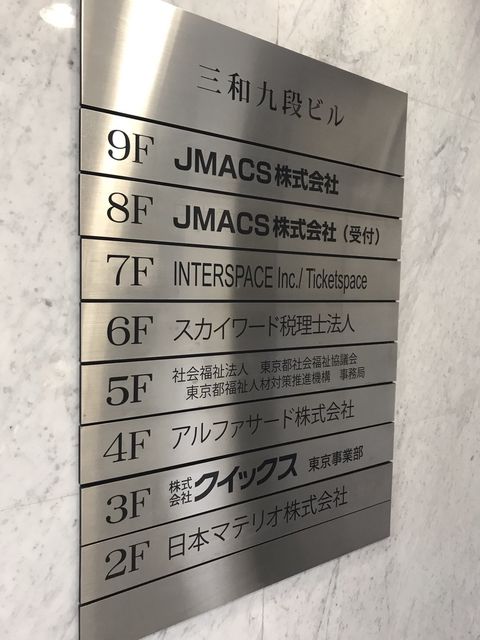 三和九段ビル
9F JMACS株式会社
8F JMACS株式会社（受付）
7F INTERSPACE Inc./ Ticketspace
6F スカイワード税理士法人
5F 社会福祉法人 東京都社会福祉協議会
東京都福祉人材対策推進機構 事務局
4F アルファサード株式会社
3F 株式会社クイックス 東京事業部
2F 日本マテリオ株式会社